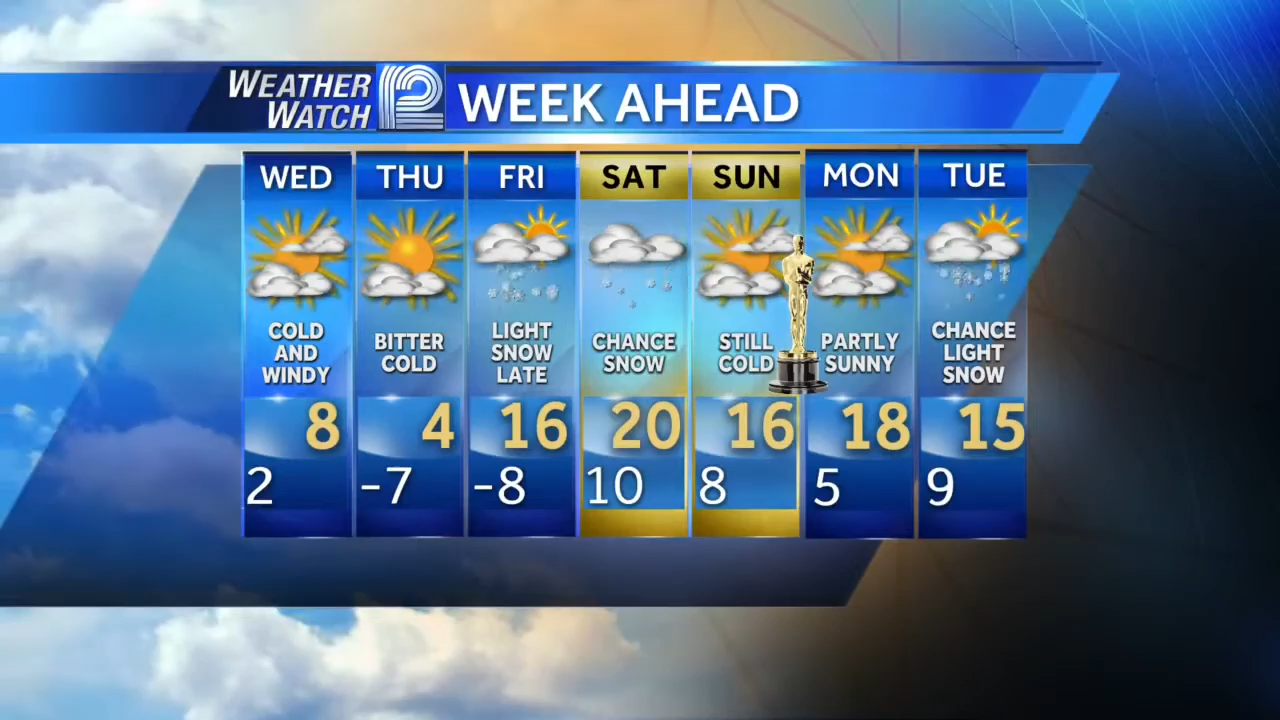 WEATHER
WATCH 12 WEEK AHEAD
WED THU FRI SAT SUN MON TUE
COLD
AND
WINDY
BITTER
COLD
LIGHT
SNOW
LATE
CHANCE
SNOW
STILL
COLD
PARTLY
SUNNY
CHANCE
LIGHT
SNOW
8 4 16 20 16 18 15
2 -7 -8 10 8 5 9